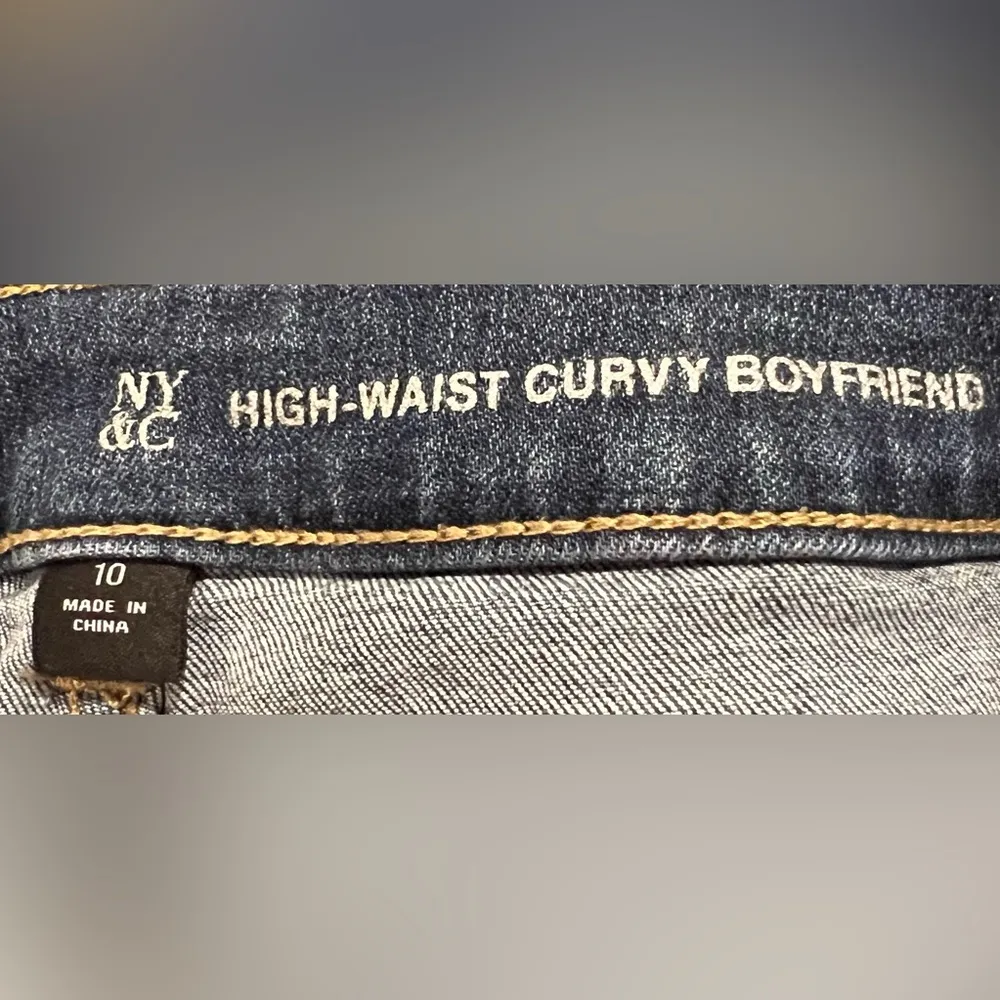 NY
&C
HIGH-WAIST CURVY BOYFRIEND
10
MADE IN
CHINA